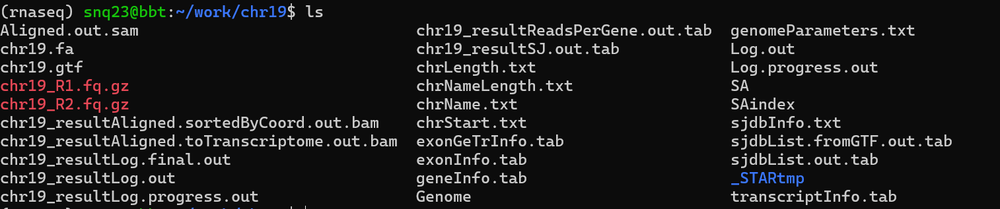 (rnaseq) snq23@bbt:~/work/chr19$ ls
Aligned.out.sam chr19_resultReadsPerGene.out.tab genomeParameters.txt
chr19.fa chr19_resultSJ.out.tab Log.out
chr19.gtf chrLength.txt Log.progress.out
chr19_R1.fq.gz chrNameLength.txt SA
chr19_R2.fq.gz chrName.txt SAindex
chr19_resultAligned.sortedByCoord.out.bam chrStart.txt sjdbInfo.txt
chr19_resultAligned.toTranscriptome.out.bam exonGeTrInfo.tab sjdbList.fromGTF.out.tab
chr19_resultLog.final.out exonInfo.tab sjdbList.out.tab
chr19_resultLog.out geneInfo.tab _STARtmp
chr19_resultLog.progress.out Genome transcriptInfo.tab